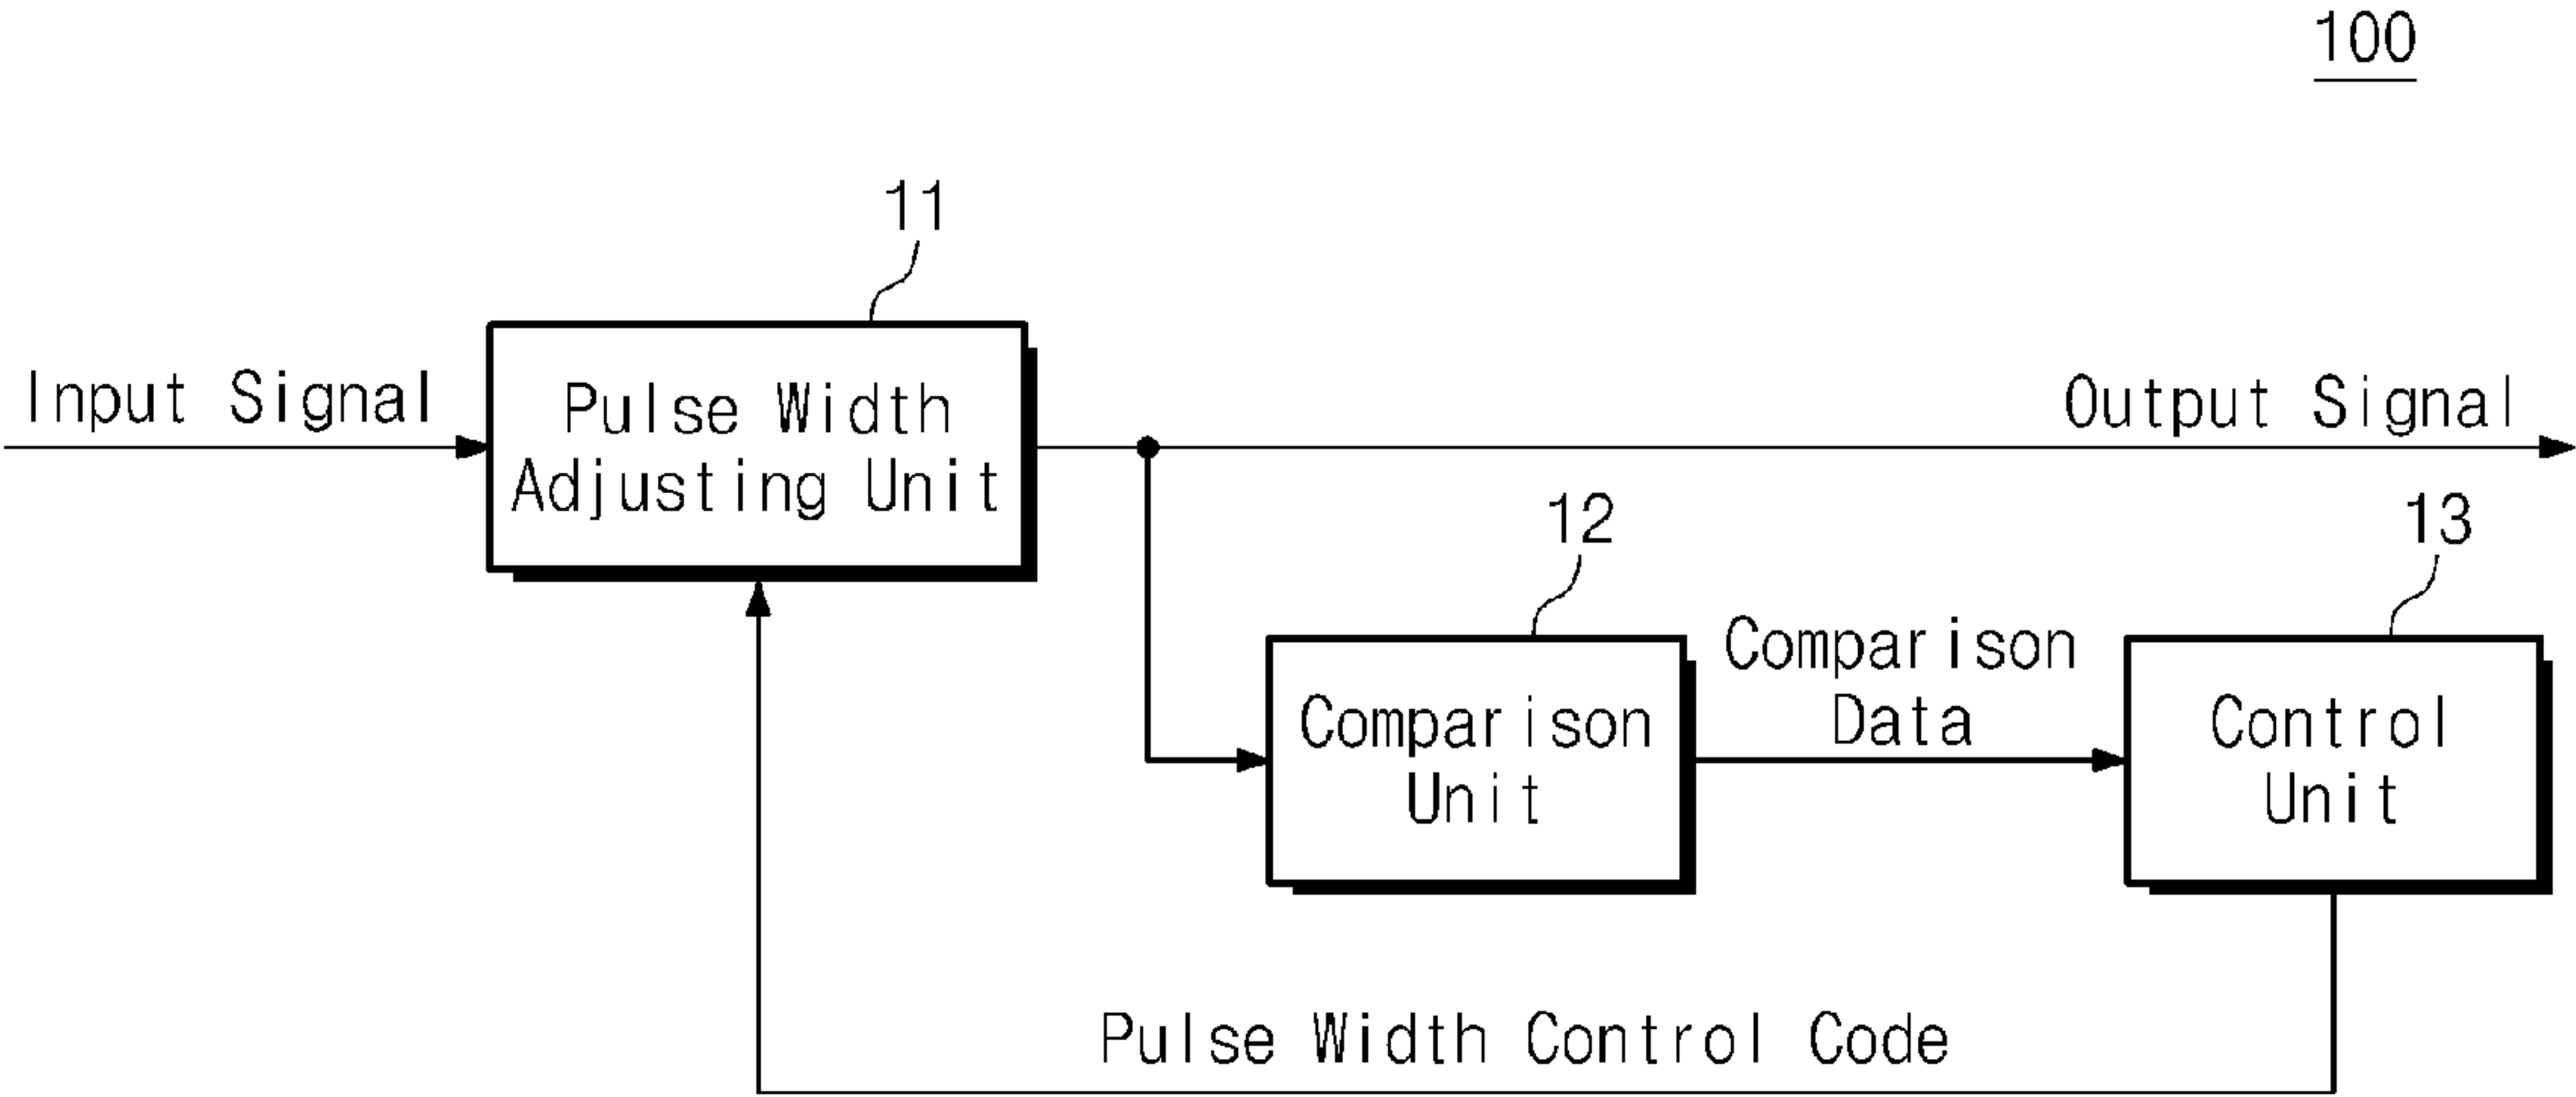 100
11
Input Signal
Pulse Width
Adjusting Unit
Output Signal
12
13
Comparison
Unit
Comparison
Data
Control
Unit
Pulse Width Control Code